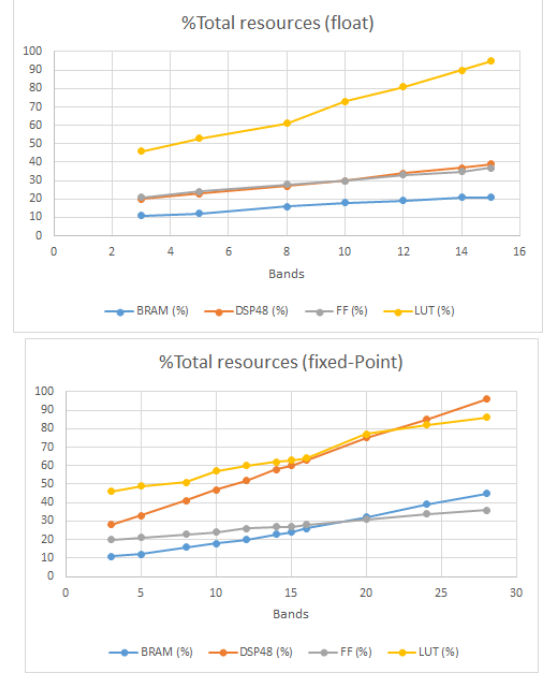 %Total resources (float)
100
90
80
70
60
50
40
30
20
10
0
0 2 4 6 8 10 12 14 16
Bands
BRAM (%) DSP48 (%) FF (%) LUT (%)
%Total resources (fixed-Point)
100
90
80
70
60
50
40
30
20
10
0
0 5 10 15 20 25 30
Bands
BRAM (%) DSP48 (%) FF (%) LUT (%)